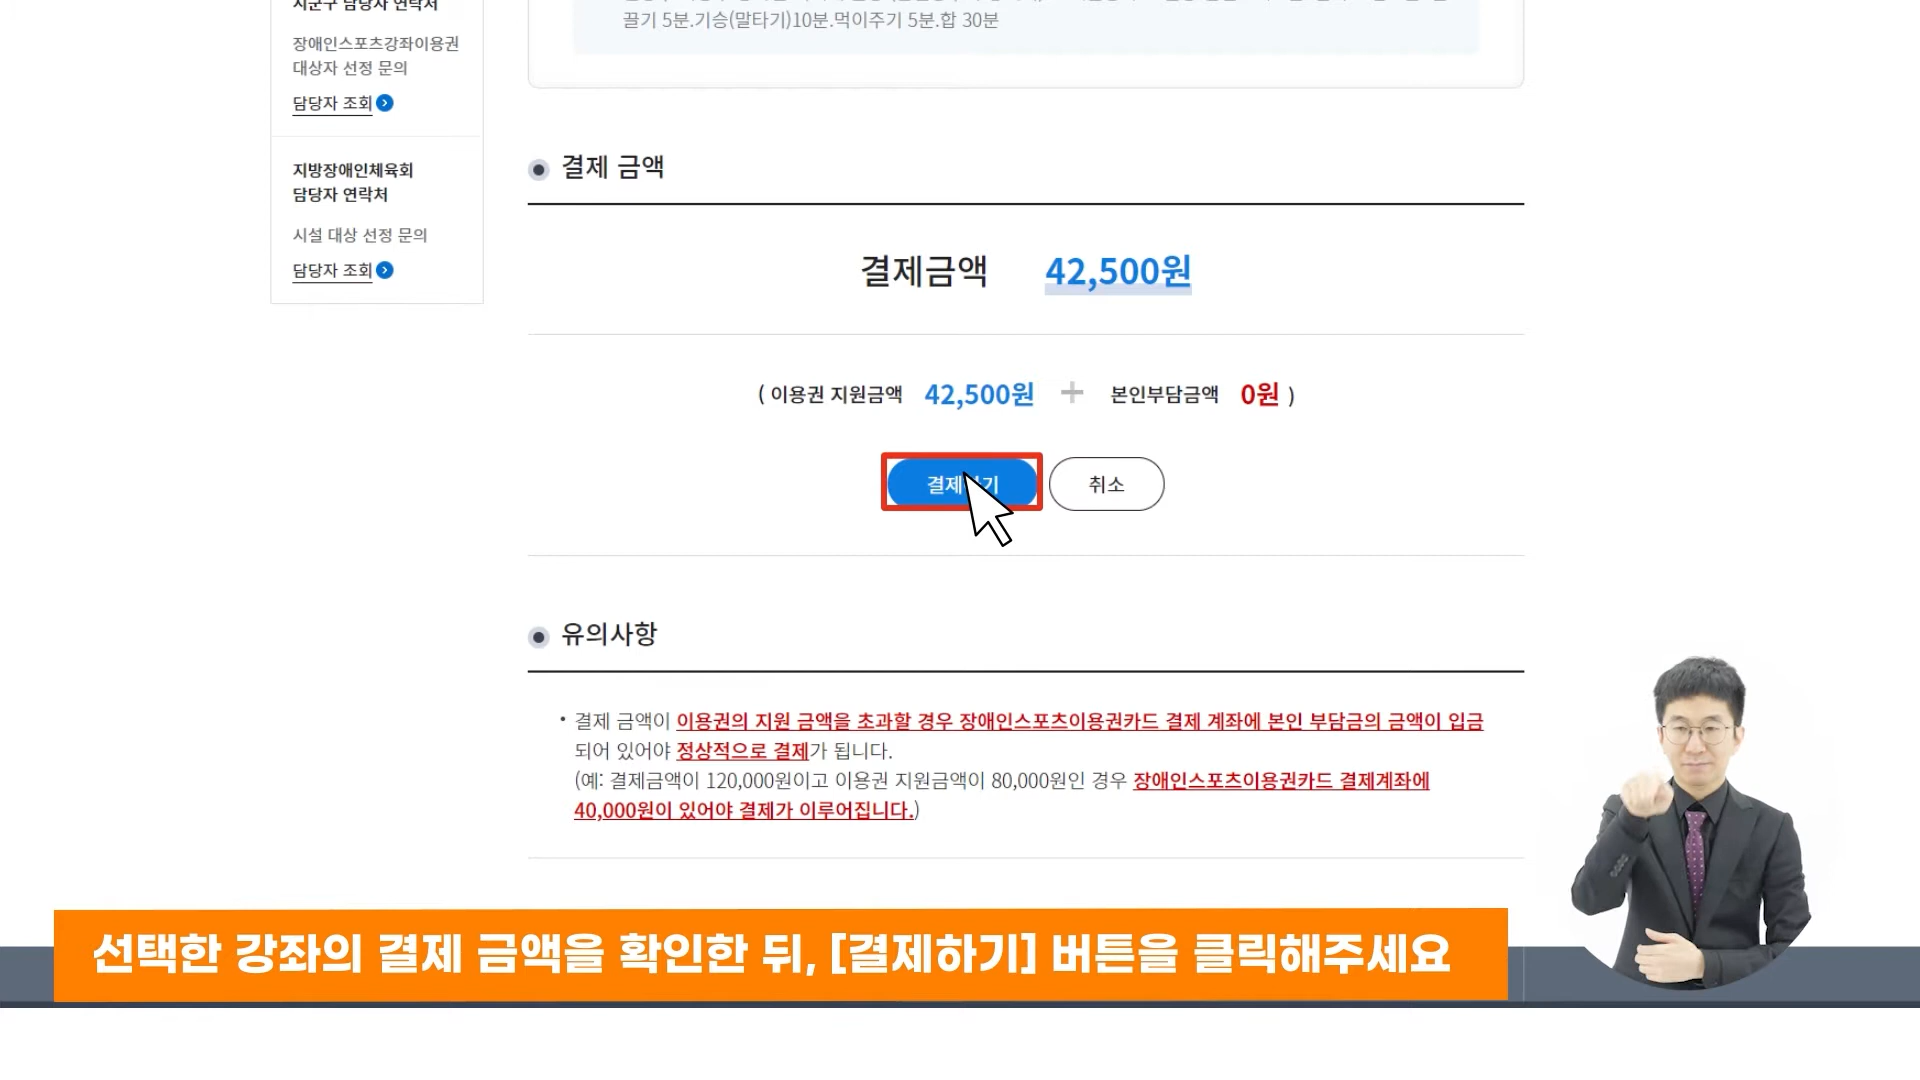 시군구 담당자 연락처
장애인스포츠강좌이용권
대상자 선정 문의
담당자 조회
지방장애인체육회
담당자 연락처
시설 대상 선정 문의
담당자 조회
끌기 5분.기승(말타기)10분.먹이주기 5분.합 30분
결제 금액
결제금액 42,500원
( 이용권 지원금액 42,500원 + 본인부담금액 0원 )
결제하기 취소
유의사항
• 결제 금액이 이용권의 지원 금액을 초과할 경우 장애인스포츠이용권카드 결제 계좌에 본인 부담금의 금액이 입금
되어 있어야 정상적으로 결제가 됩니다.
(예: 결제금액이 120,000원이고 이용권 지원금액이 80,000원인 경우 장애인스포츠이용권카드 결제계좌에
40,000원이 있어야 결제가 이루어집니다.)
선택한 강좌의 결제 금액을 확인한 뒤, [결제하기] 버튼을 클릭해주세요